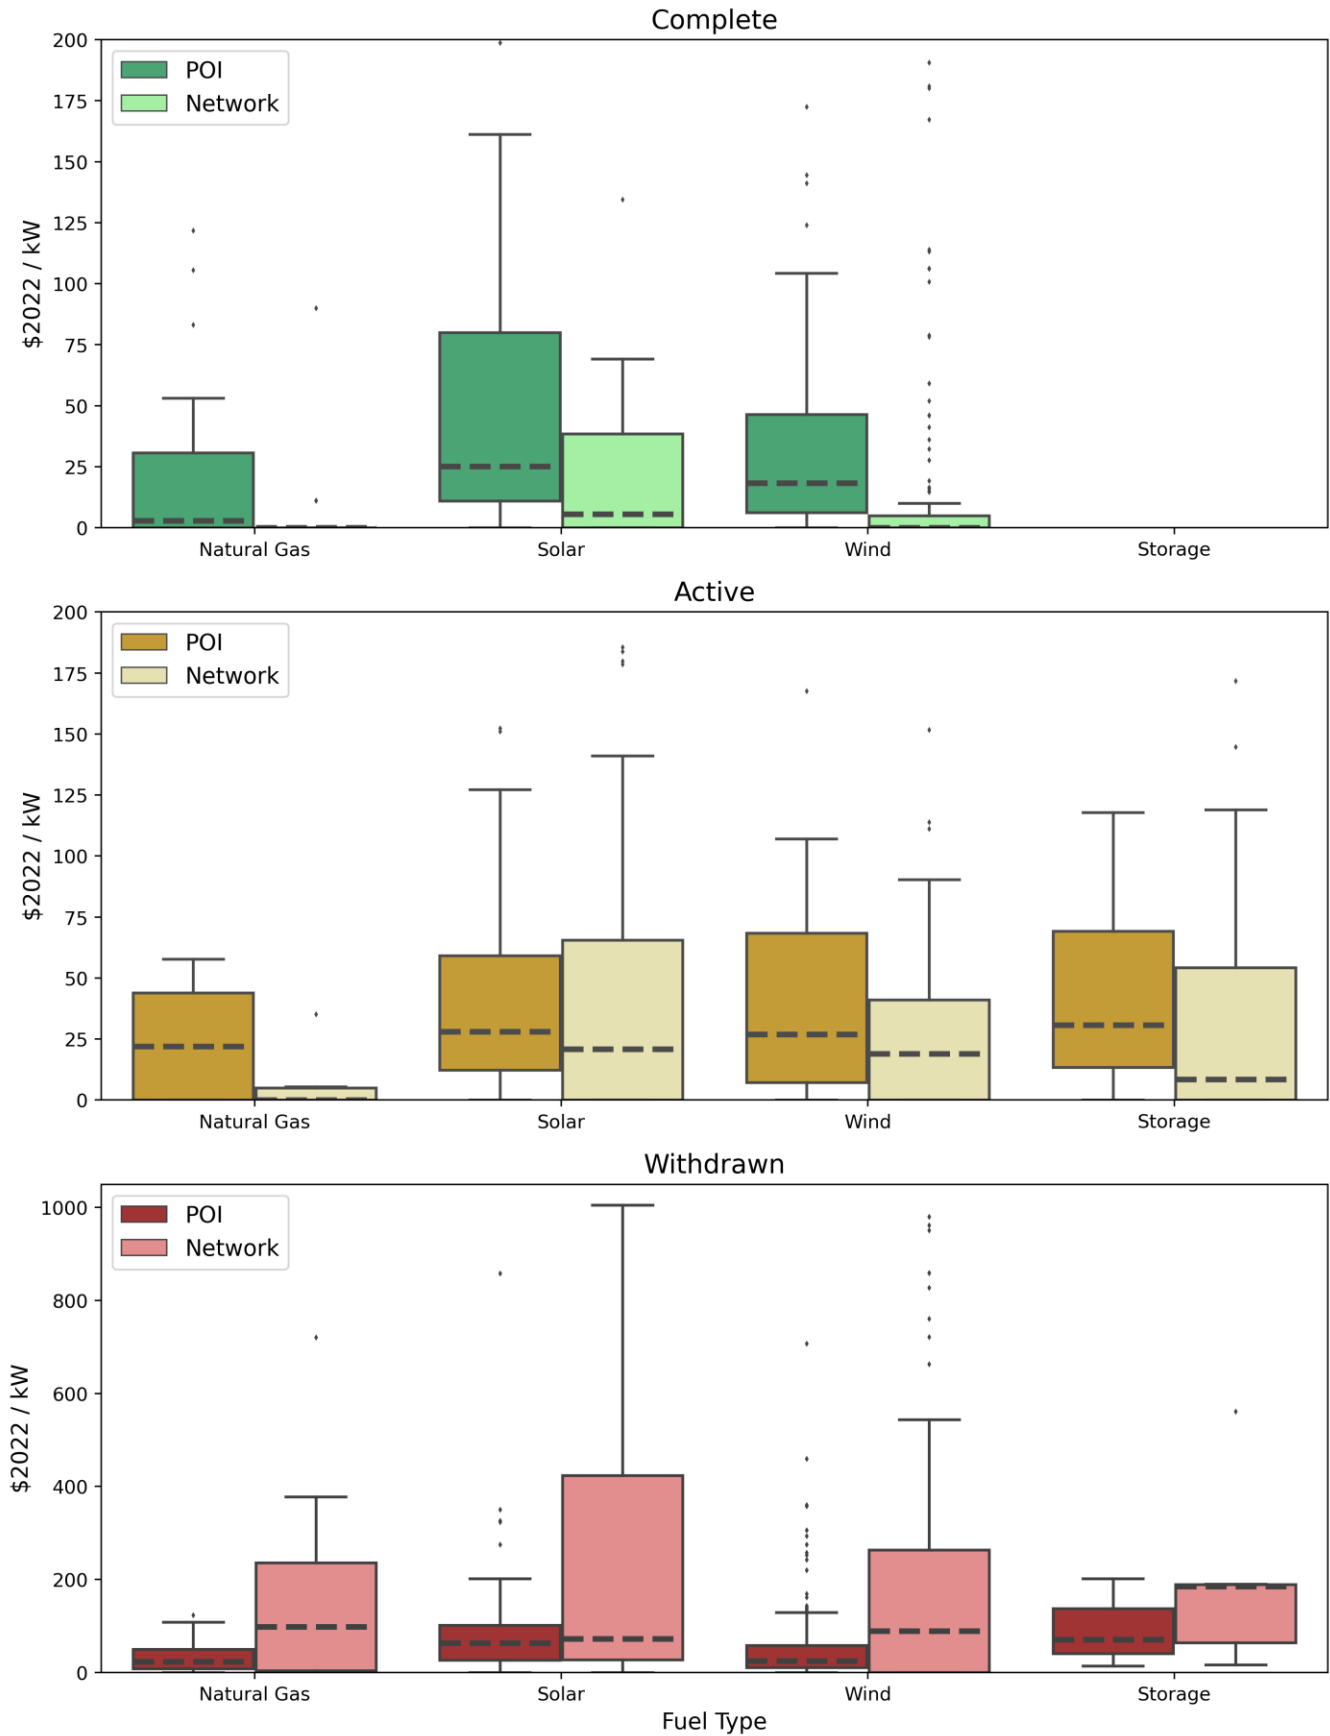 Complete
200
175
150
125
100
75
50
25
0
$2022 / kW
POI
Network
Natural Gas
Solar
Wind
Storage
Active
200
175
150
125
100
75
50
25
0
$2022 / kW
POI
Network
Natural Gas
Solar
Wind
Storage
Withdrawn
1000
800
600
400
200
0
$2022 / kW
POI
Network
Natural Gas
Solar
Wind
Storage
Fuel Type